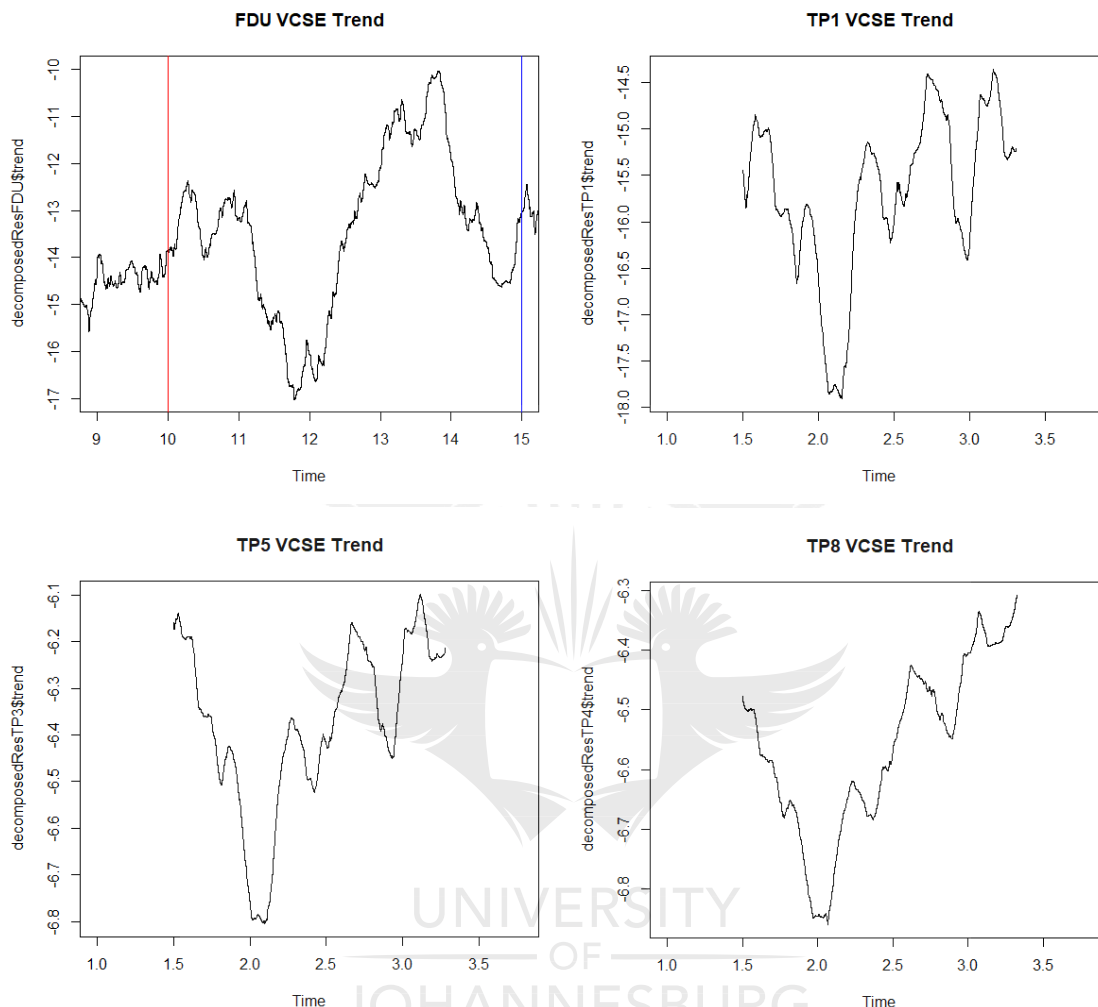 FDU VCSE Trend
decomposedResFDU$trend
-10
-11
-12
-13
-14
-15
-16
-17
9 10 11 12 13 14 15
Time
TP1 VCSE Trend
decomposedResTP1$trend
-14.5
-15.0
-15.5
-16.0
-16.5
-17.0
-17.5
-18.0
1.0 1.5 2.0 2.5 3.0 3.5
Time
TP5 VCSE Trend
decomposedResTP3$trend
-6.1
-6.2
-6.3
-6.4
-6.5
-6.6
-6.7
-6.8
1.0 1.5 2.0 2.5 3.0 3.5
Time
TP8 VCSE Trend
decomposedResTP4$trend
-6.3
-6.4
-6.5
-6.6
-6.7
-6.8
1.0 1.5 2.0 2.5 3.0 3.5
Time
UNIVERSITY
OF
JOHANNESBURG